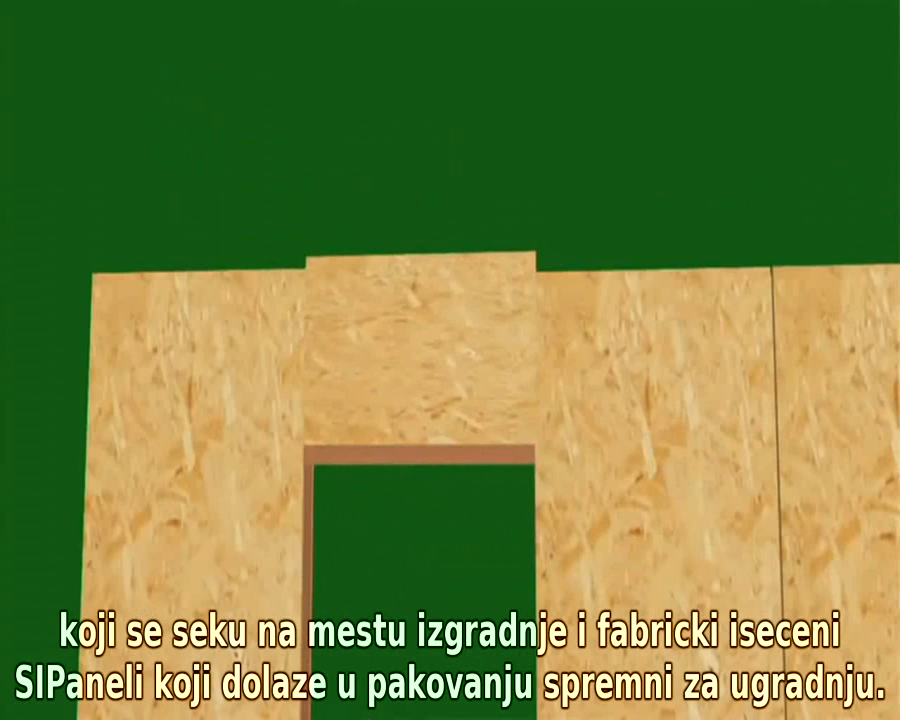 koji se seku na mestu izgradnje i fabricki iseceni
SIPaneli koji dolaze u pakovanju spremni za ugradnju.